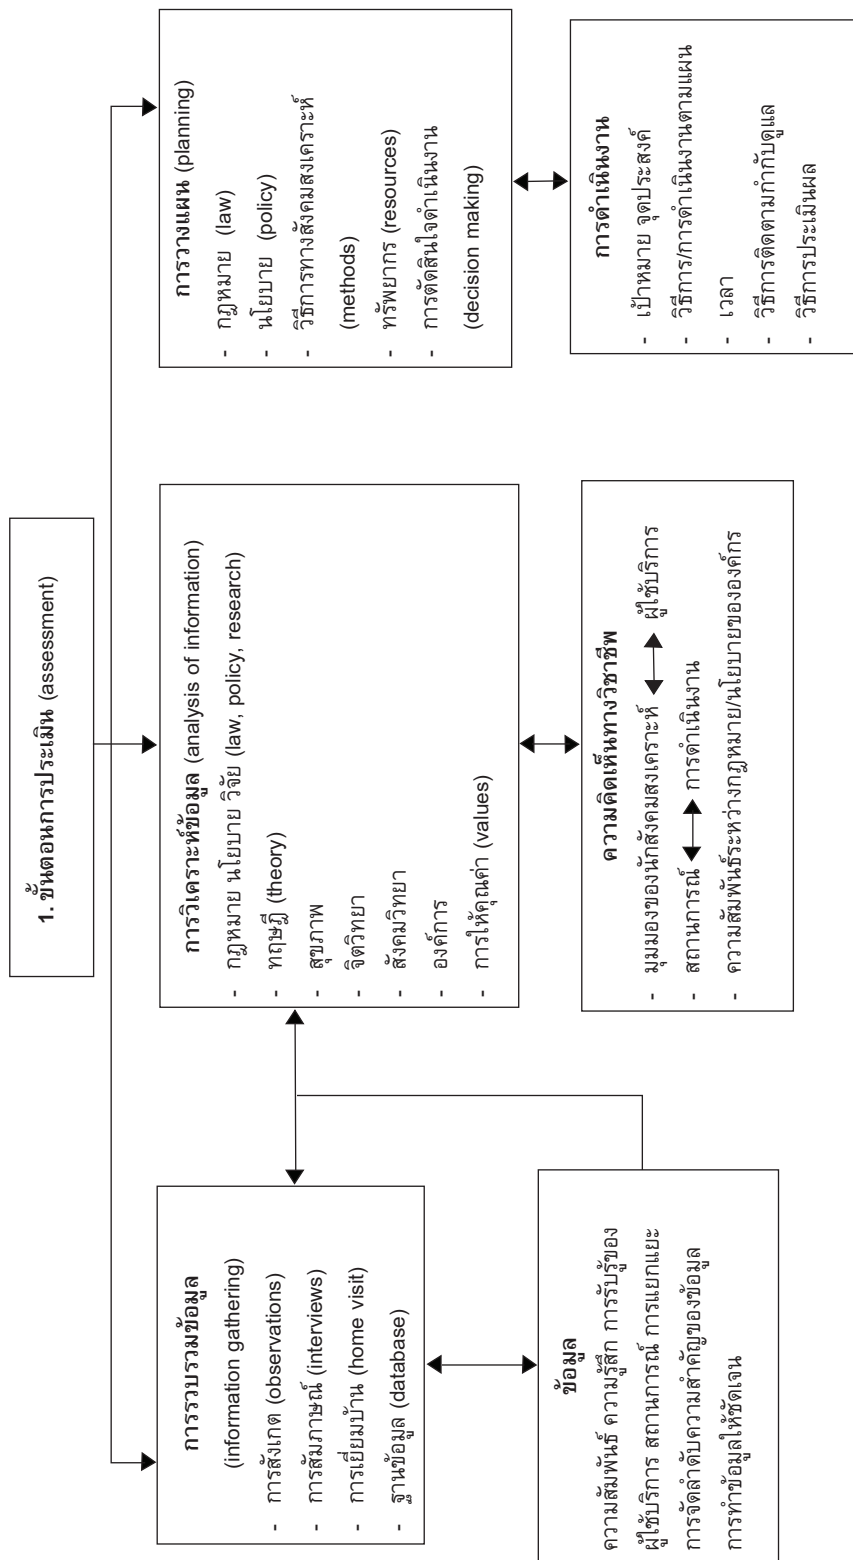 1. ขั้นตอนการประเมิน (assessment)
การรวบรวมข้อมูล
(information gathering)
- การสังเกต (observations)
- การสัมภาษณ์ (interviews)
- การเยี่ยมบ้าน (home visit)
- ฐานข้อมูล (database)
ข้อมูล
ความสัมพันธ์ ความรู้สึก การรับรู้ของ
ผู้ใช้บริการ สถานการณ์ การแยกแยะ
การจัดลำดับความสำคัญของข้อมูล
การทำข้อมูลให้ชัดเจน
การวิเคราะห์ข้อมูล (analysis of information)
- กฎหมาย นโยบาย วิจัย (law, policy, research)
- ทฤษฎี (theory)
- สุขภาพ
- จิตวิทยา
- สังคมวิทยา
- องค์การ
- การให้คุณค่า (values)
ความคิดเห็นทางวิชาชีพ
- มุมมองของนักสังคมสงเคราะห์ ผู้ใช้บริการ
- สถานการณ์ การดำเนินงาน
- ความสัมพันธ์ระหว่างกฎหมาย/นโยบายขององค์กร
การวางแผน (planning)
- กฎหมาย (law)
- นโยบาย (policy)
- วิธีการทางสังคมสงเคราะห์
(methods)
- ทรัพยากร (resources)
- การตัดสินใจดำเนินงาน
(decision making)
การดำเนินงาน
- เป้าหมาย จุดประสงค์
- วิธีการ/การดำเนินงานตามแผน
- เวลา
- วิธีการติดตามกำกับดูแล
- วิธีการประเมินผล